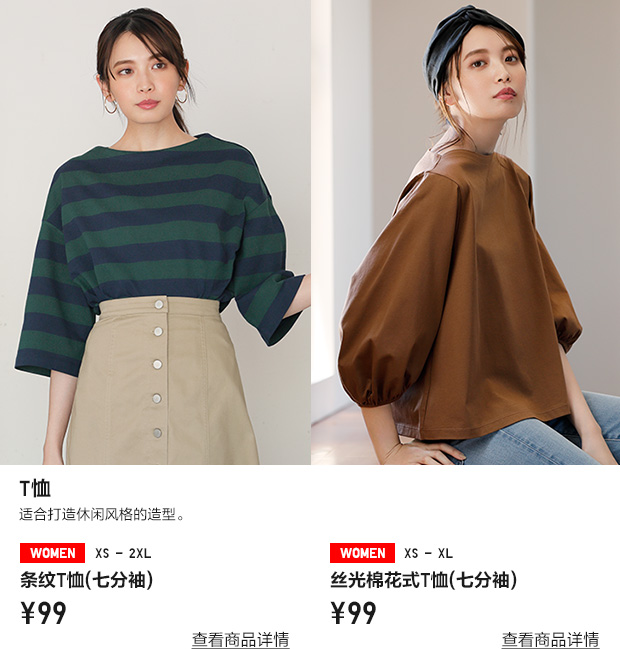 T恤
适合打造休闲风格的造型。
WOMEN XS - 2XL
条纹T恤(七分袖)
¥99
查看商品详情
WOMEN XS - XL
丝光棉花式T恤(七分袖)
¥99
查看商品详情